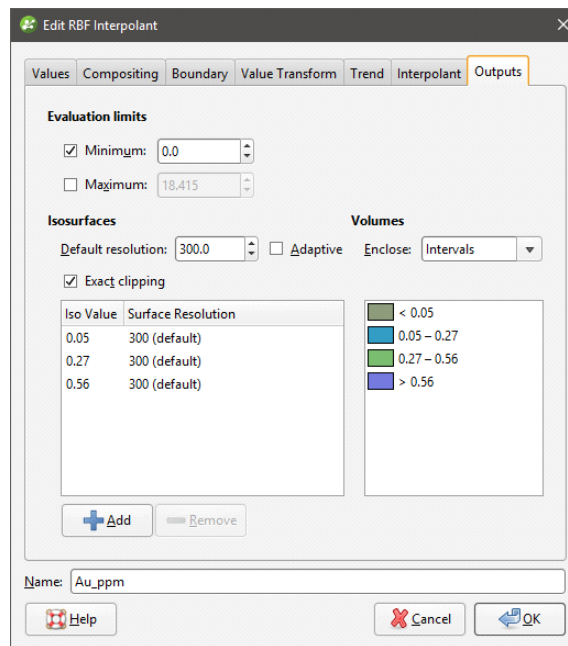 Edit RBF Interpolant
Values Compositing Boundary Value Transform Trend Interpolant Outputs
Evaluation limits
Minimum: 0.0
Maximum: 18.415
Isosurfaces Volumes
Default resolution: 300.0 Adaptive Enclose: Intervals
Exact clipping
Iso Value Surface Resolution
< 0.05
0.05 300 (default)
0.05 – 0.27
0.27 300 (default)
0.27 – 0.56
0.56 300 (default)
> 0.56
Add Remove
Name: Au_ppm
Help Cancel OK